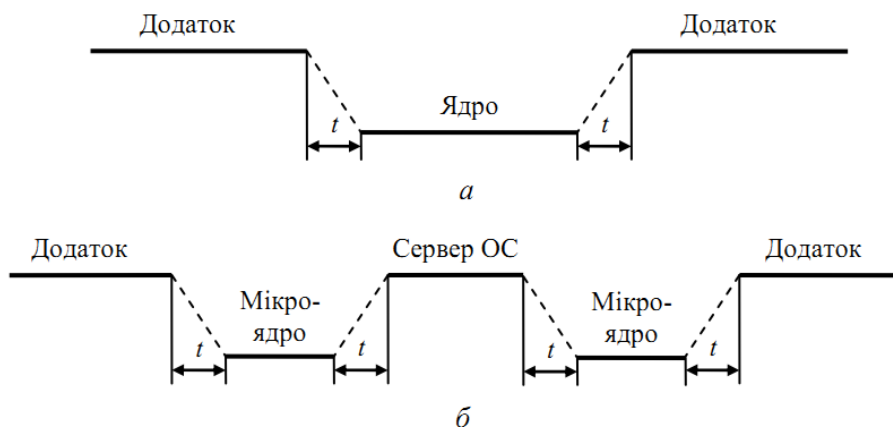 Додаток Додаток
Ядро
t t
а
Додаток Сервер ОС Додаток
Мікро- Мікро-
ядро ядро
t t t t
б